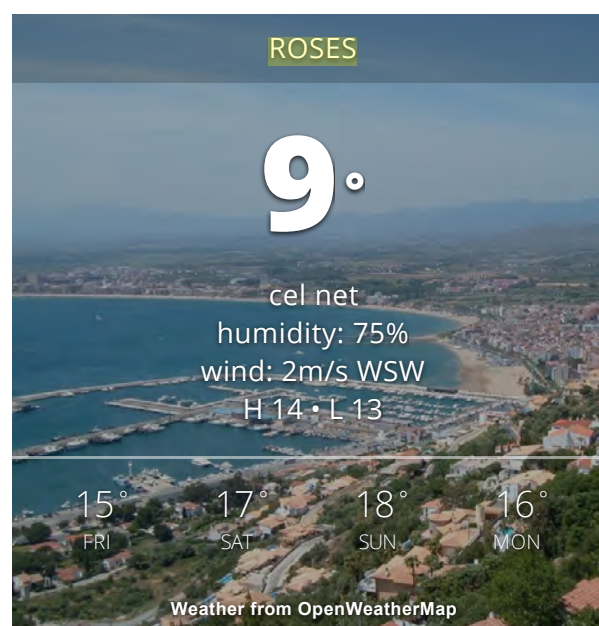 ROSES
9°
cel net
humidity: 75%
wind: 2m/s WSW
H 14 • L 13
15° 17° 18° 16°
FRI SAT SUN MON
Weather from OpenWeatherMap